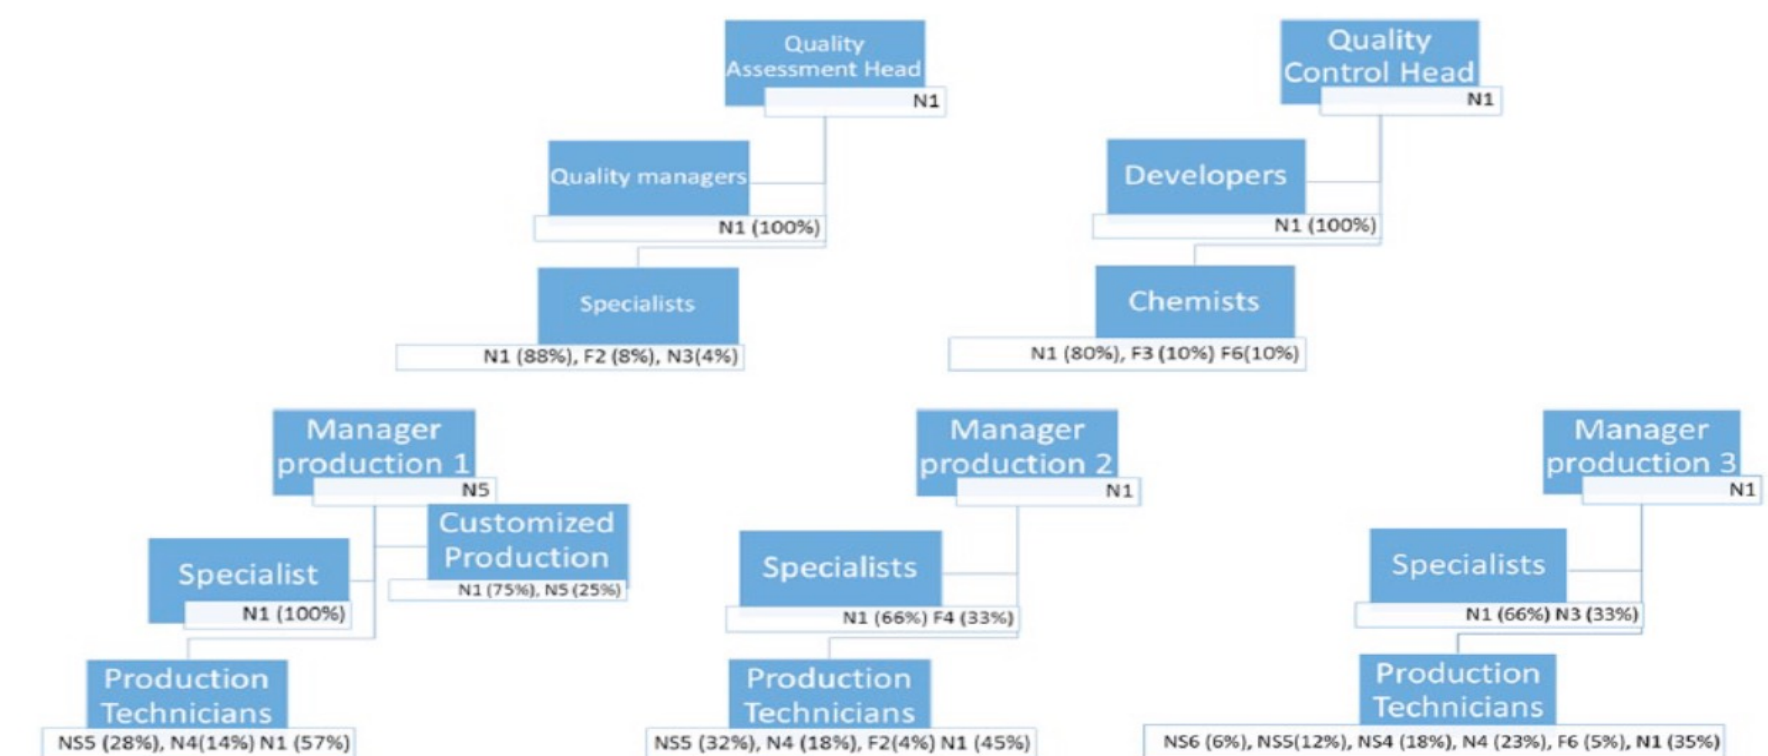 Quality
Assessment Head
N1
Quality managers
N1 (100%)
Specialists
N1 (88%), F2 (8%), N3(4%)
Quality
Control Head
N1
Developers
N1 (100%)
Chemists
N1 (80%), F3 (10%) F6(10%)
Manager
production 1
N5
Customized
Production
N1 (75%), N5 (25%)
Specialist
N1 (100%)
Production
Technicians
NS5 (28%), N4(14%) N1 (57%)
Manager
production 2
N1
Specialists
N1 (66%) F4 (33%)
Production
Technicians
NS5 (32%), N4 (18%), F2(4%) N1 (45%)
Manager
production 3
N1
Specialists
N1 (66%) N3 (33%)
Production
Technicians
NS6 (6%), NS5(12%), NS4 (18%), N4 (23%), F6 (5%), N1 (35%)